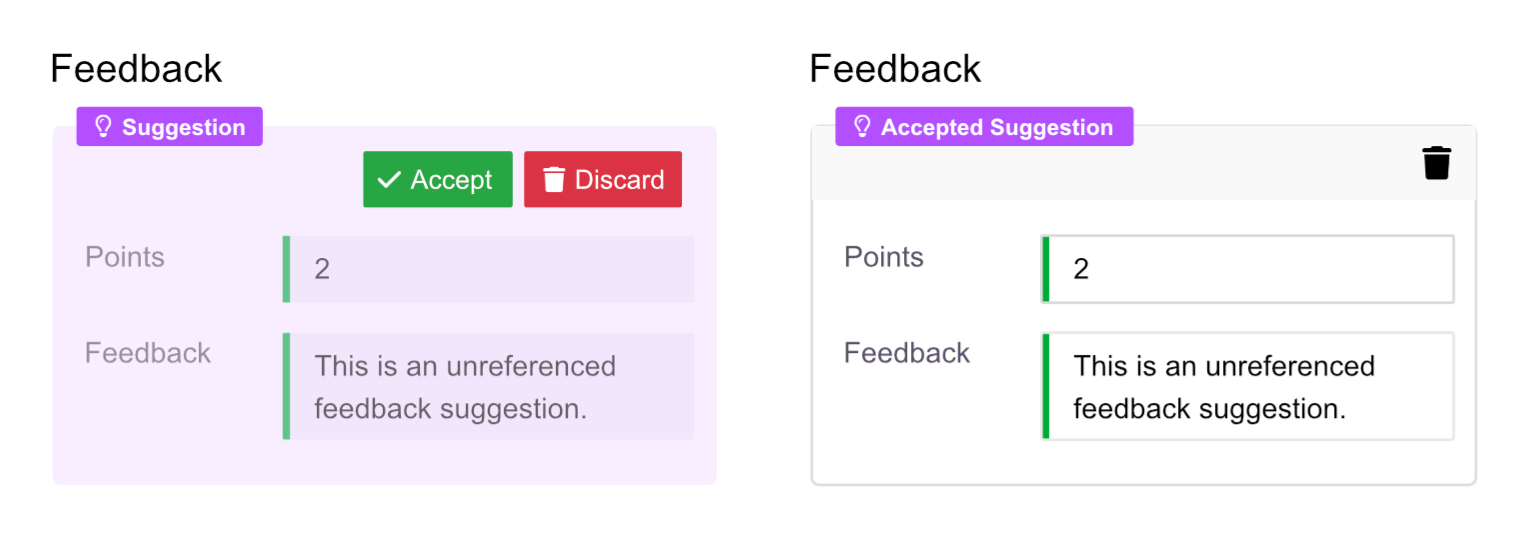 Feedback
Suggestion
Accept
Discard
Points
2
Feedback
This is an unreferenced
feedback suggestion.
Feedback
Accepted Suggestion
Points
2
Feedback
This is an unreferenced
feedback suggestion.